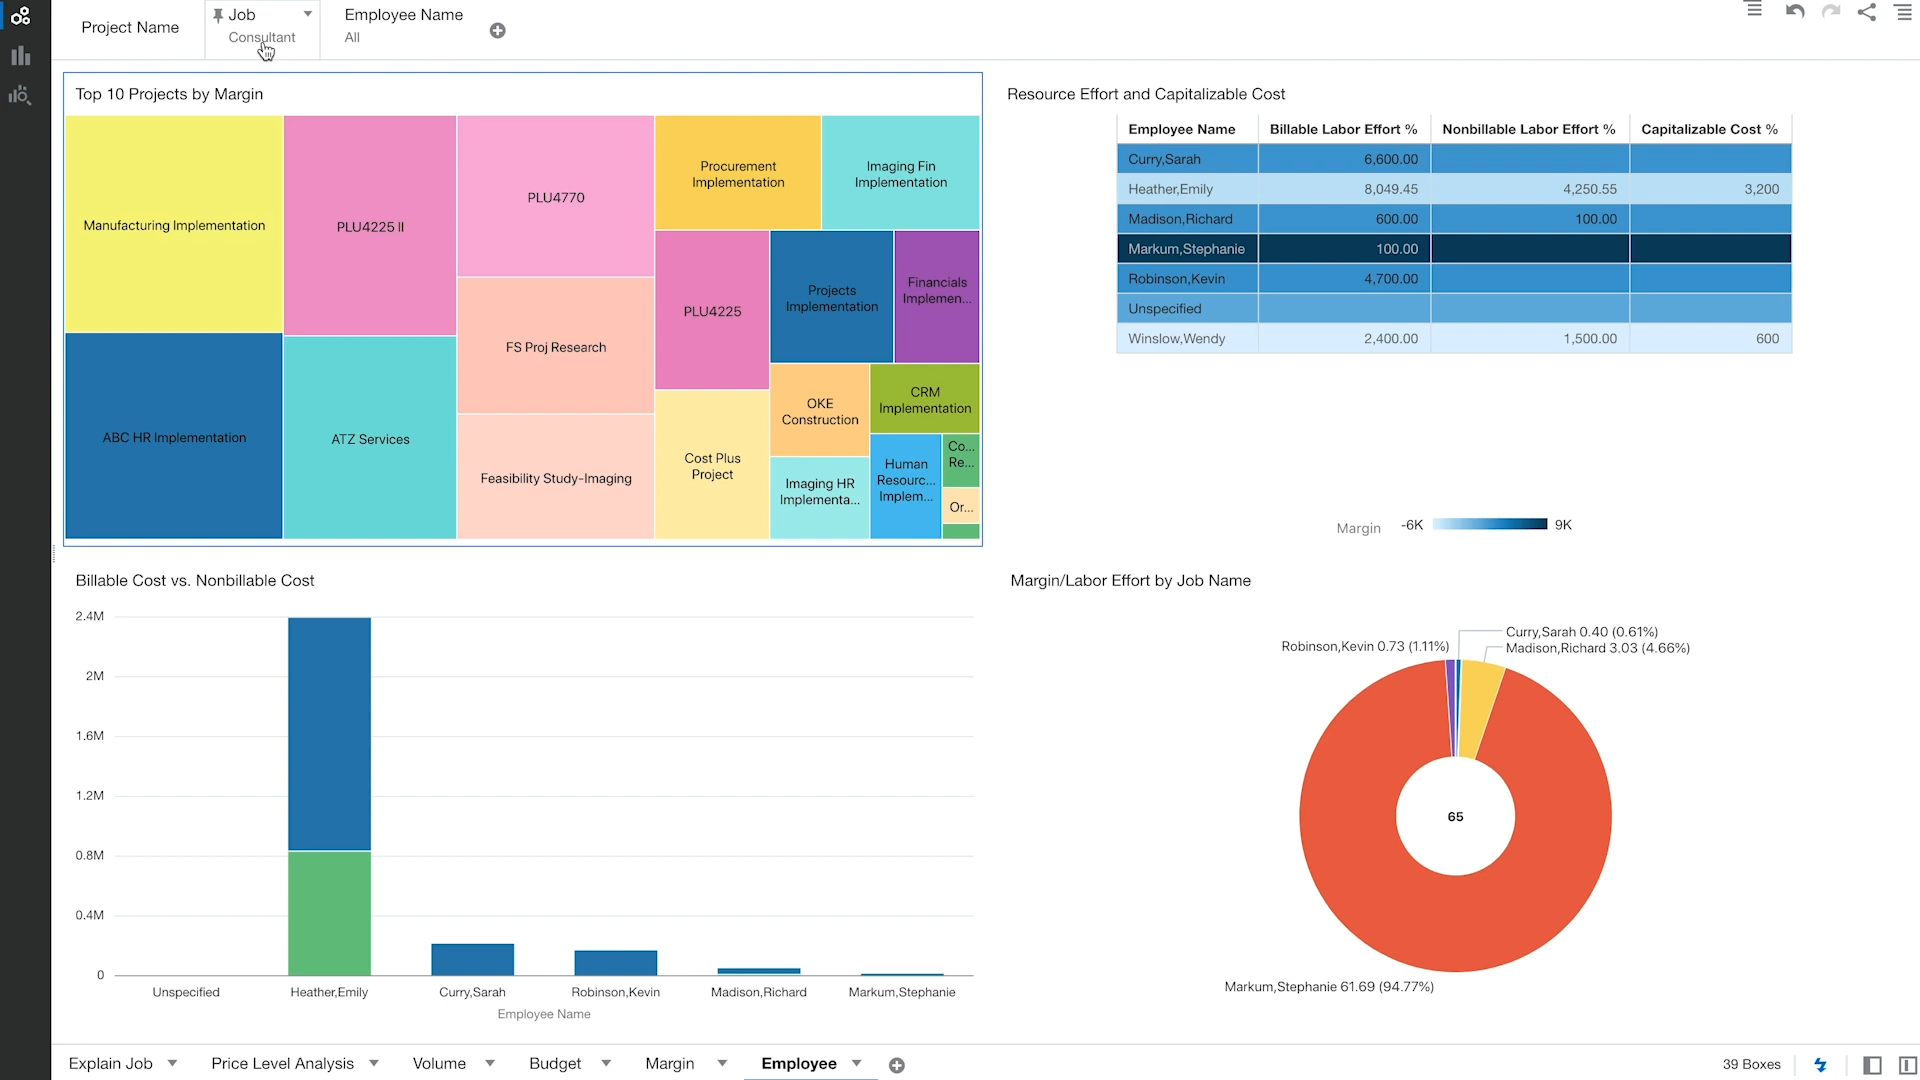 Project Name
Job
Consultant
Employee Name
All
Top 10 Projects by Margin
Manufacturing Implementation
ABC HR Implementation
PLU4225 II
ATZ Services
PLU4770
FS Proj Research
Feasibility Study-Imaging
Procurement
Implementation
Imaging Fin
Implementation
PLU4225
Projects
Implementation
Financials
Implemen...
Cost Plus
Project
OKE
Construction
CRM
Implementation
Imaging HR
Implementa...
Human
Resourc...
Implem...
Co...
Re...
Or...
Resource Effort and Capitalizable Cost
Employee Name Billable Labor Effort % Nonbillable Labor Effort % Capitalizable Cost %
Curry,Sarah 6,600.00
Heather,Emily 8,049.45 4,250.55 3,200
Madison,Richard 600.00 100.00
Markum,Stephanie 100.00
Robinson,Kevin 4,700.00
Unspecified
Winslow,Wendy 2,400.00 1,500.00 600
Margin -6K 9K
Billable Cost vs. Nonbillable Cost
2.4M
2M
1.6M
1.2M
0.8M
0.4M
0
Unspecified Heather,Emily Curry,Sarah Robinson,Kevin Madison,Richard Markum,Stephanie
Employee Name
Margin/Labor Effort by Job Name
Curry,Sarah 0.40 (0.61%)
Robinson,Kevin 0.73 (1.11%)
Madison,Richard 3.03 (4.66%)
65
Markum,Stephanie 61.69 (94.77%)
Explain Job Price Level Analysis Volume Budget Margin Employee
39 Boxes